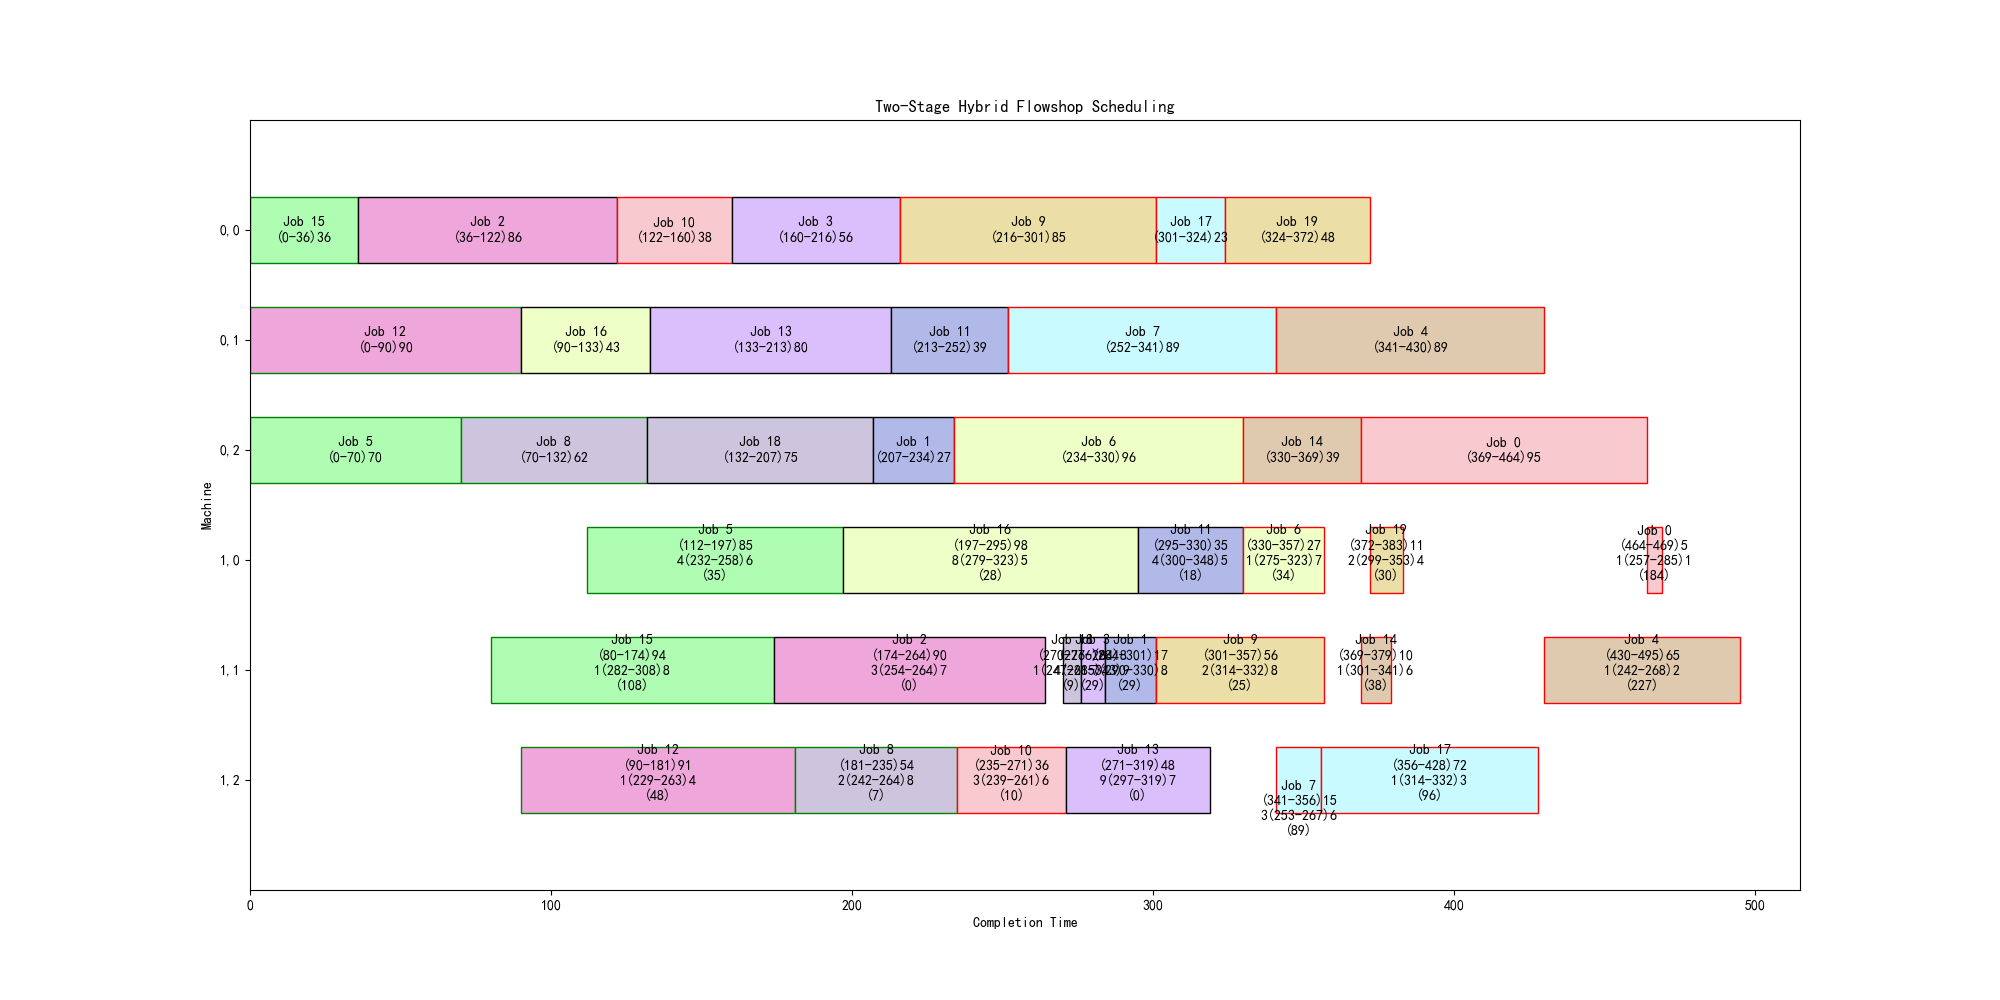 Two-Stage Hybrid Flowshop Scheduling
Machine
0,0
Job 15
(0-36)36
Job 2
(36-122)86
Job 10
(122-160)38
Job 3
(160-216)56
Job 9
(216-301)85
Job 17
(301-324)23
Job 19
(324-372)48
0,1
Job 12
(0-90)90
Job 16
(90-133)43
Job 13
(133-213)80
Job 11
(213-252)39
Job 7
(252-341)89
Job 4
(341-430)89
0,2
Job 5
(0-70)70
Job 8
(70-132)62
Job 18
(132-207)75
Job 1
(207-234)27
Job 6
(234-330)96
Job 14
(330-369)39
Job 0
(369-464)95
1,0
Job 5
(112-197)85
4(232-258)6
(35)
Job 16
(197-295)98
8(279-323)5
(28)
Job 11
(295-330)35
4(300-348)5
(18)
Job 6
(330-357)27
1(275-323)7
(34)
Job 19
(372-383)11
2(299-353)4
(30)
Job 0
(464-469)5
1(257-285)1
(184)
1,1
Job 15
(80-174)94
1(282-308)8
(108)
Job 2
(174-264)90
3(254-264)7
(0)
Job
(9)
(29)
Job 1
(29)
Job 9
(301-357)56
2(314-332)8
(25)
Job 14
(369-379)10
1(301-341)6
(38)
Job 4
(430-495)65
1(242-268)2
(227)
1,2
Job 12
(90-181)91
1(229-263)4
(48)
Job 8
(181-235)54
2(242-264)8
(7)
Job 10
(235-271)36
3(239-261)6
(10)
Job 13
(271-319)48
9(297-319)7
(0)
Job 7
(341-356)15
3(253-267)6
(89)
Job 17
(356-428)72
1(314-332)3
(96)
0
100
200
300
400
500
Completion Time